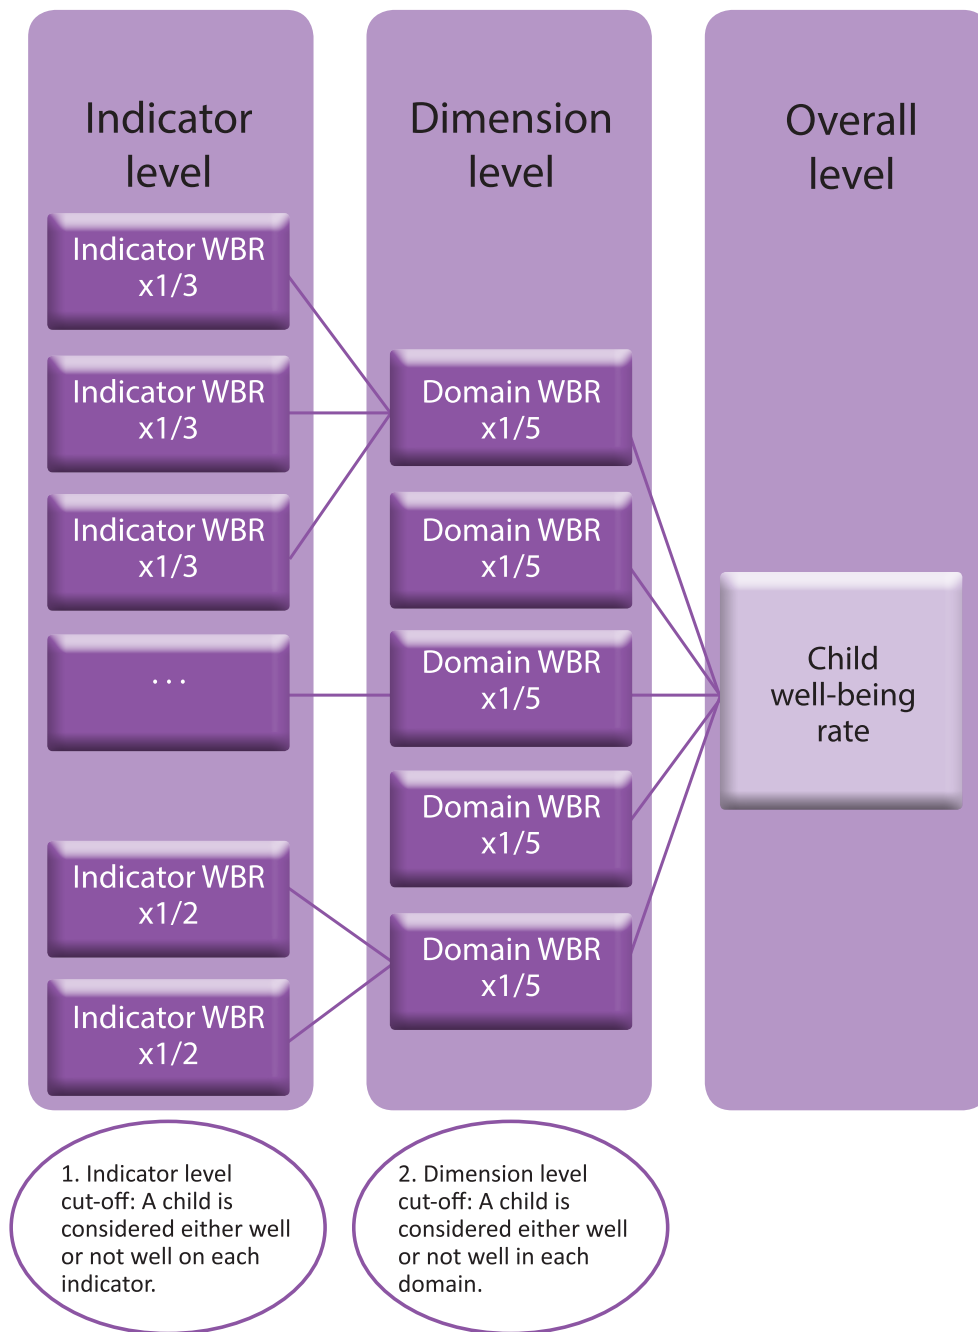 Indicator
level
Indicator WBR
x1/3
Indicator WBR
x1/3
Indicator WBR
x1/3
...
Indicator WBR
x1/2
Indicator WBR
x1/2
Dimension
level
Domain WBR
x1/5
Domain WBR
x1/5
Domain WBR
x1/5
Domain WBR
x1/5
Domain WBR
x1/5
Overall
level
Child
well-being
rate
1. Indicator level
cut-off: A child is
considered either well
or not well on each
indicator.
2. Dimension level
cut-off: A child is
considered either well
or not well in each
domain.